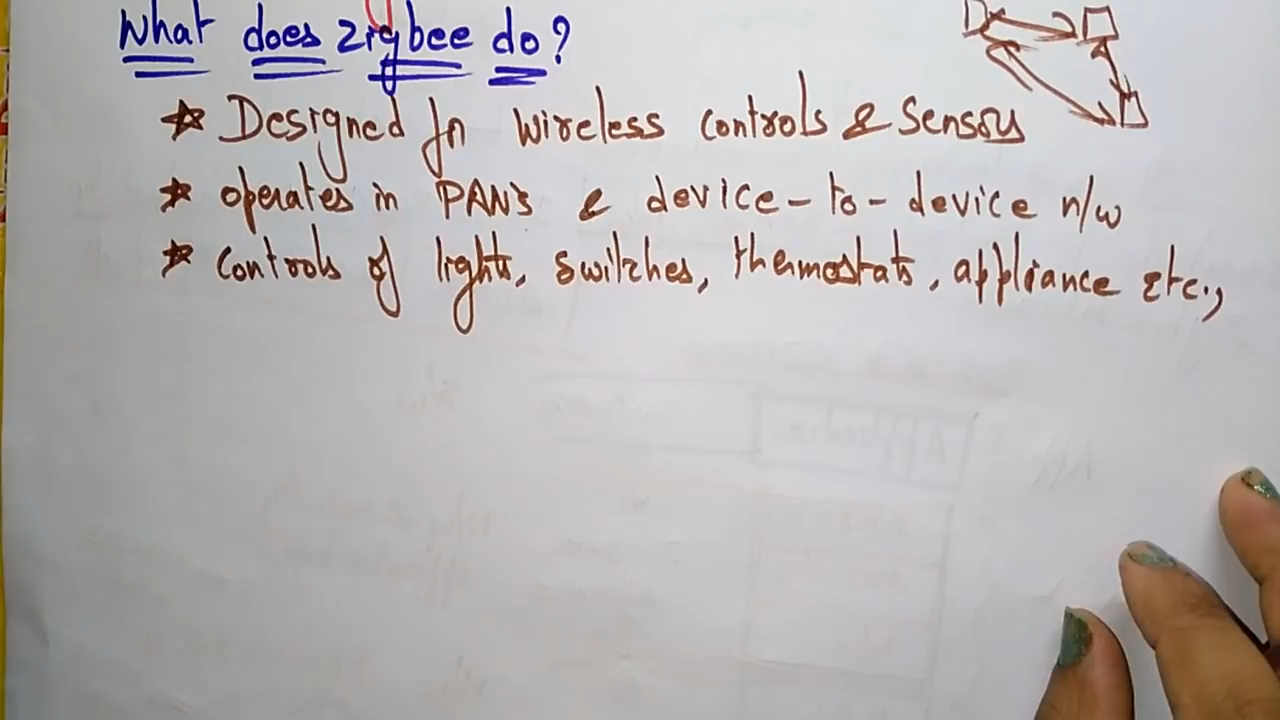 What does zigbee do?
☆ Designed for wireless controls & sensors
☆ operates in PAN's & device-to-device n/w
☆ controls of lights, switches, thermostats, appliance etc.,